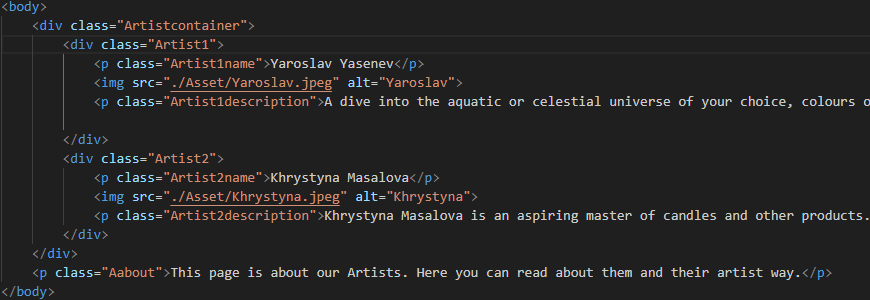 <body>
<div class="Artistcontainer">
<div class="Artist1">
<p class="Artist1name">Yaroslav Yasenev</p>
<img src="./Asset/Yaroslav.jpeg" alt="Yaroslav">
<p class="Artist1description">A dive into the aquatic or celestial universe of your choice, colours o
</div>
<div class="Artist2">
<p class="Artist2name">Khrystyna Masalova</p>
<img src="./Asset/Khrystyna.jpeg" alt="Khrystyna">
<p class="Artist2description">Khrystyna Masalova is an aspiring master of candles and other products.
</div>
</div>
<p class="Aabout">This page is about our Artists. Here you can read about them and their artist way.</p>
</body>